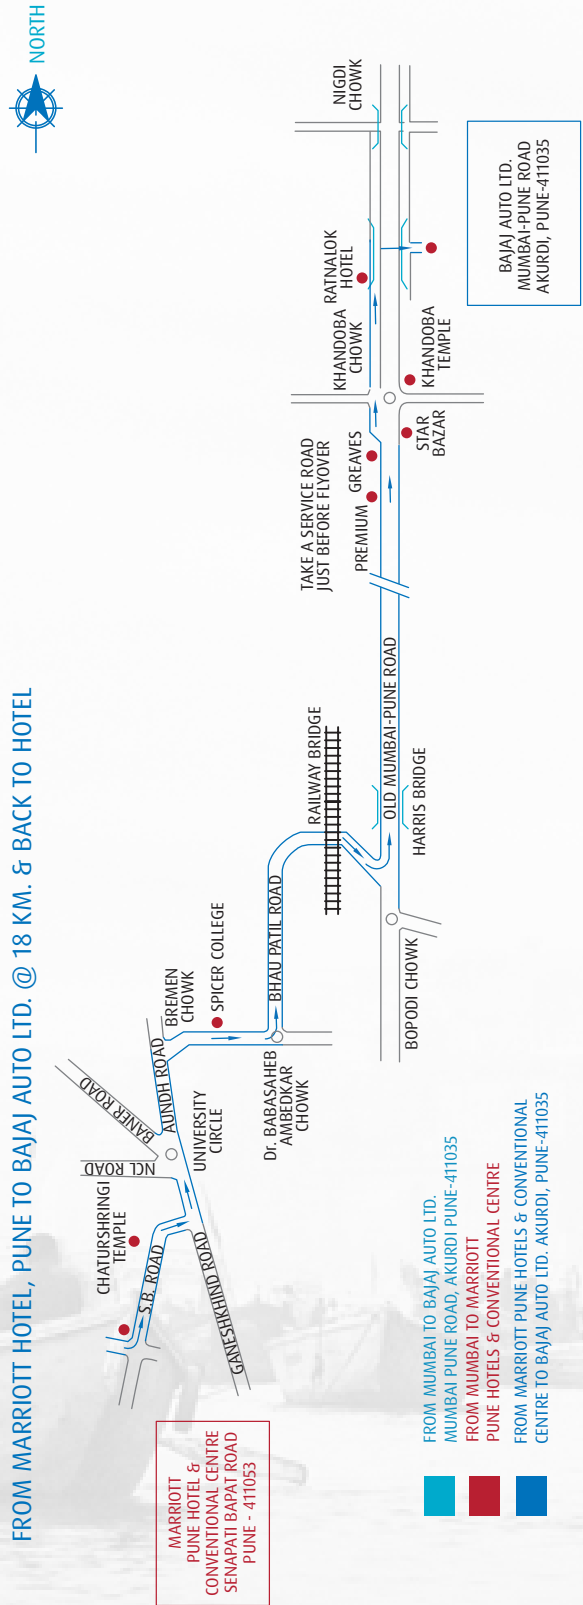 FROM MARRIOTT HOTEL, PUNE TO BAJAJ AUTO LTD. @ 18 KM. & BACK TO HOTEL
NORTH
MARRIOTT
PUNE HOTEL &
CONVENTIONAL CENTRE
SENAPATI BAPAT ROAD
PUNE - 411053
CHATURSHRINGI
TEMPLE
S.B. ROAD
GANESHKHIND ROAD
NCL ROAD
BANER ROAD
UNIVERSITY
CIRCLE
AUNDH ROAD
BREMEN
CHOWK
SPICER COLLEGE
Dr. BABASAHEB
AMBEDKAR
CHOWK
BHAU PATIL ROAD
RAILWAY BRIDGE
BOPODI CHOWK
HARRIS BRIDGE
OLD MUMBAI-PUNE ROAD
TAKE A SERVICE ROAD
JUST BEFORE FLYOVER
PREMIUM
GREAVES
STAR
BAZAR
KHANDOBA
CHOWK
KHANDOBA
TEMPLE
RATNALOK
HOTEL
NIGDI
CHOWK
BAJAJ AUTO LTD.
MUMBAI-PUNE ROAD
AKURDI, PUNE-411035
FROM MUMBAI TO BAJAJ AUTO LTD.
MUMBAI PUNE ROAD, AKURDI PUNE-411035
FROM MUMBAI TO MARRIOTT
PUNE HOTELS & CONVENTIONAL CENTRE
FROM MARRIOTT PUNE HOTELS & CONVENTIONAL
CENTRE TO BAJAJ AUTO LTD. AKURDI, PUNE-411035